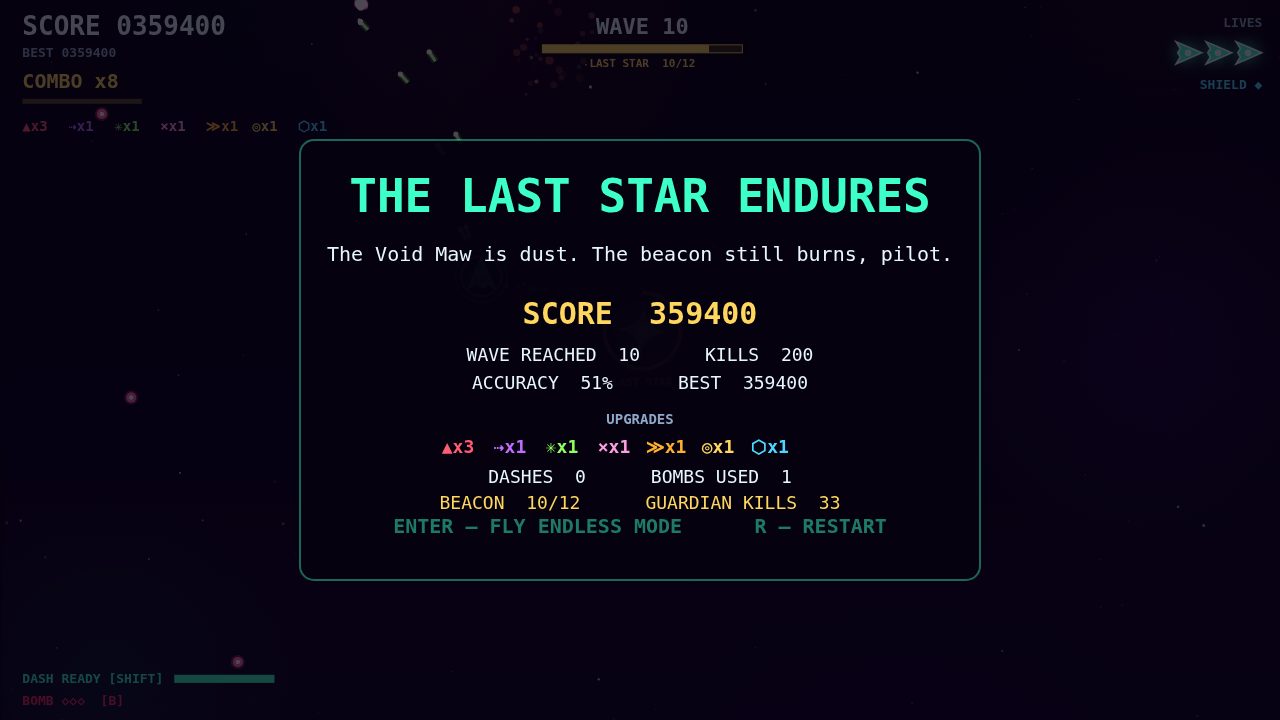 SCORE 0359400
BEST 0359400
COMBO x8
▲x3 ⇢x1 ✳x1 ×x1 ≫x1 ◎x1 ⬡x1
WAVE 10
LAST STAR 10/12
LIVES
SHIELD ◆
THE LAST STAR ENDURES
The Void Maw is dust. The beacon still burns, pilot.
SCORE 359400
WAVE REACHED 10 KILLS 200
ACCURACY 51% BEST 359400
UPGRADES
▲x3 ⇢x1 ✳x1 ×x1 ≫x1 ◎x1 ⬡x1
DASHES 0 BOMBS USED 1
BEACON 10/12 GUARDIAN KILLS 33
ENTER — FLY ENDLESS MODE R — RESTART
DASH READY [SHIFT]
BOMB ◇◇◇ [B]